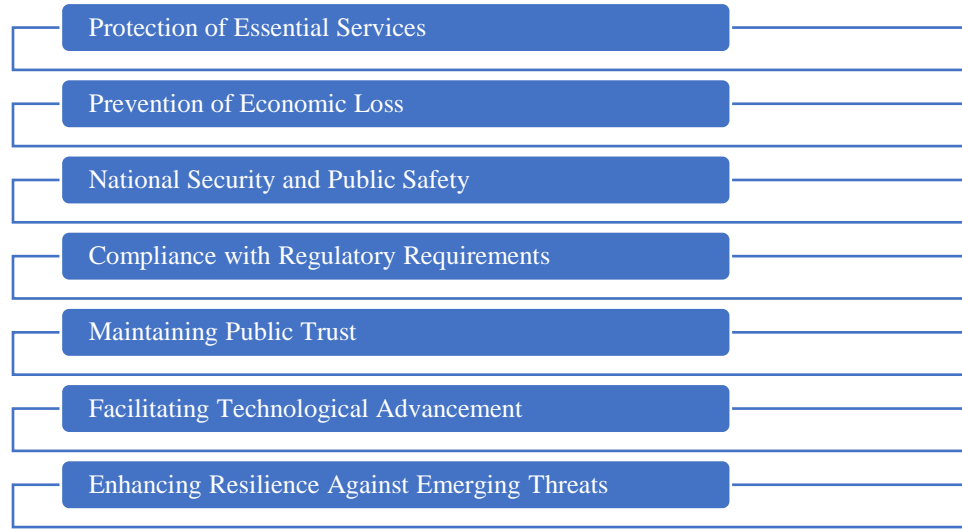 Protection of Essential Services
Prevention of Economic Loss
National Security and Public Safety
Compliance with Regulatory Requirements
Maintaining Public Trust
Facilitating Technological Advancement
Enhancing Resilience Against Emerging Threats